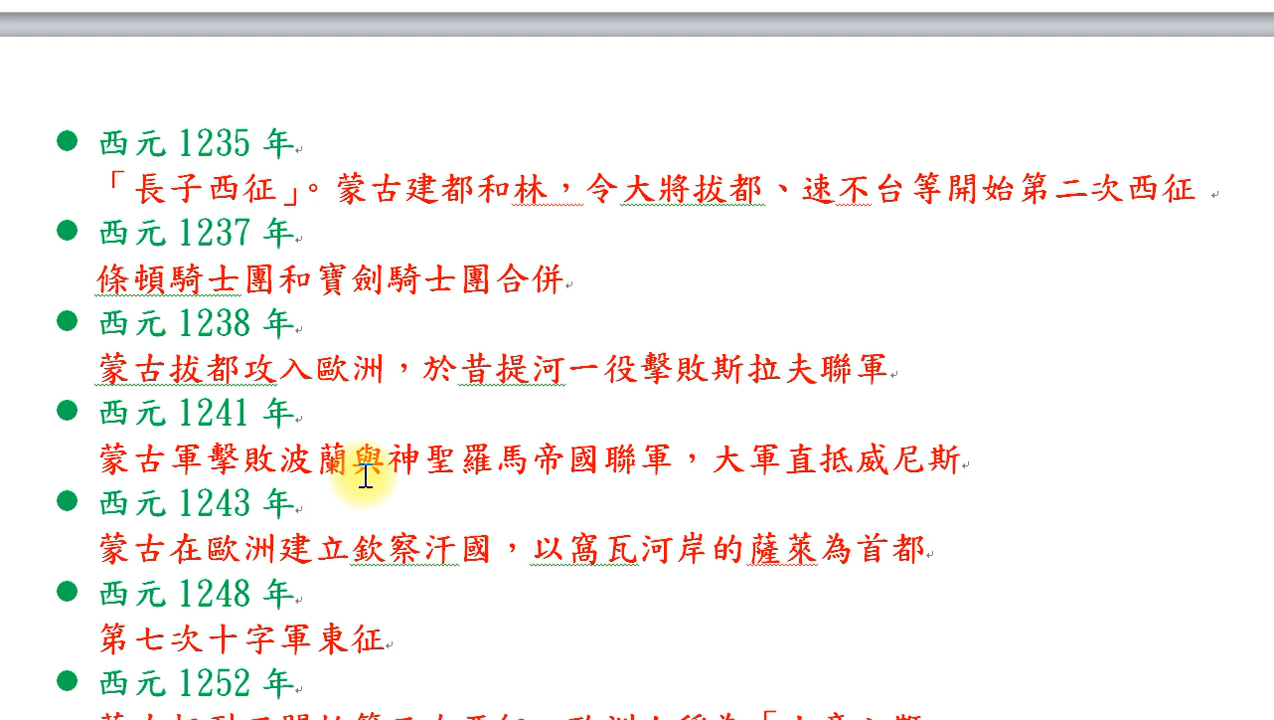 ● 西元 1235 年
「長子西征」。蒙古建都和林，令大將拔都、速不台等開始第二次西征
● 西元 1237 年
條頓騎士團和寶劍騎士團合併
● 西元 1238 年
蒙古拔都攻入歐洲，於昔提河一役擊敗斯拉夫聯軍
● 西元 1241 年
蒙古軍擊敗波蘭與神聖羅馬帝國聯軍，大軍直抵威尼斯
● 西元 1243 年
蒙古在歐洲建立欽察汗國，以窩瓦河岸的薩萊為首都
● 西元 1248 年
第七次十字軍東征
● 西元 1252 年